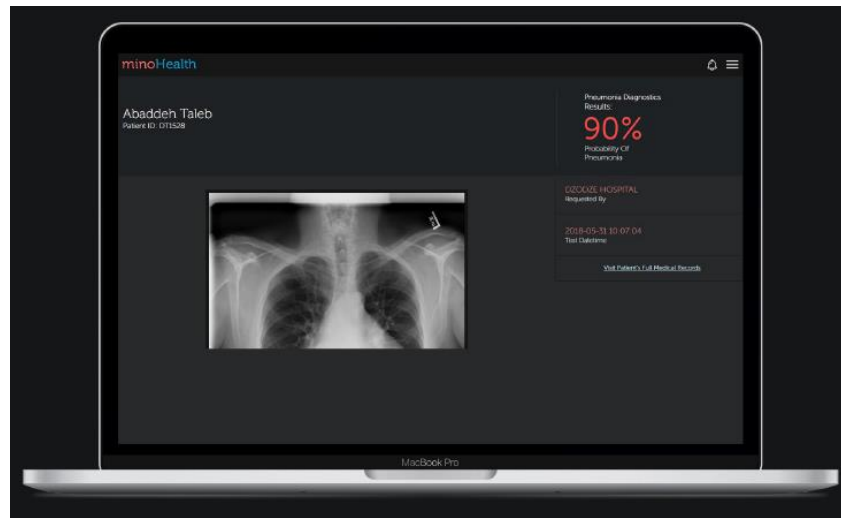 minoHealth
Abaddeh Taleb
Patient ID: DT1528
Pneumonia Diagnostics
Results:
90%
Probability Of
Pneumonia
DZODZE HOSPITAL
Requested By
2018-05-31 10:07:04
Test Datetime
Visit Patient's Full Medical Records
MacBook Pro